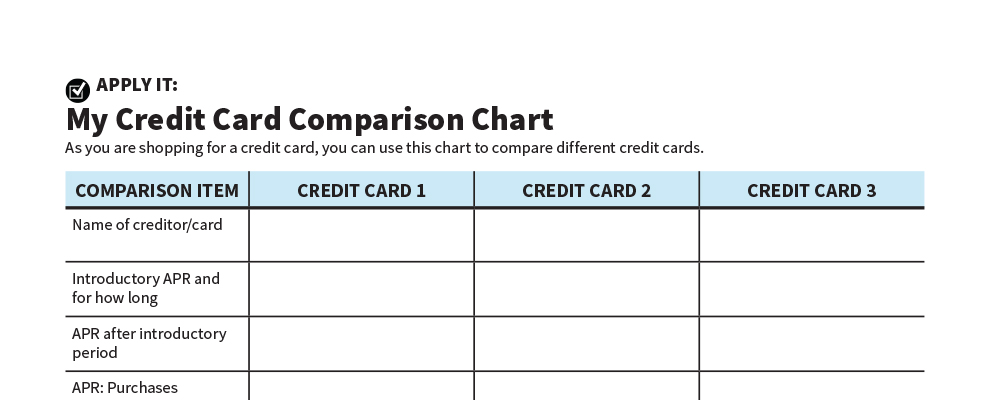 APPLY IT:
My Credit Card Comparison Chart
As you are shopping for a credit card, you can use this chart to compare different credit cards.
COMPARISON ITEM CREDIT CARD 1 CREDIT CARD 2 CREDIT CARD 3
Name of creditor/card
Introductory APR and
for how long
APR after introductory
period
APR: Purchases